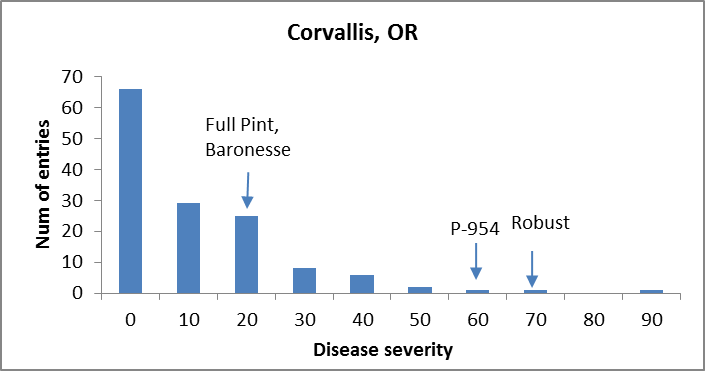 Corvallis, OR
Num of entries
70
60
50
40
30
20
10
0
Full Pint,
Baronesse
P-954
Robust
0 10 20 30 40 50 60 70 80 90
Disease severity